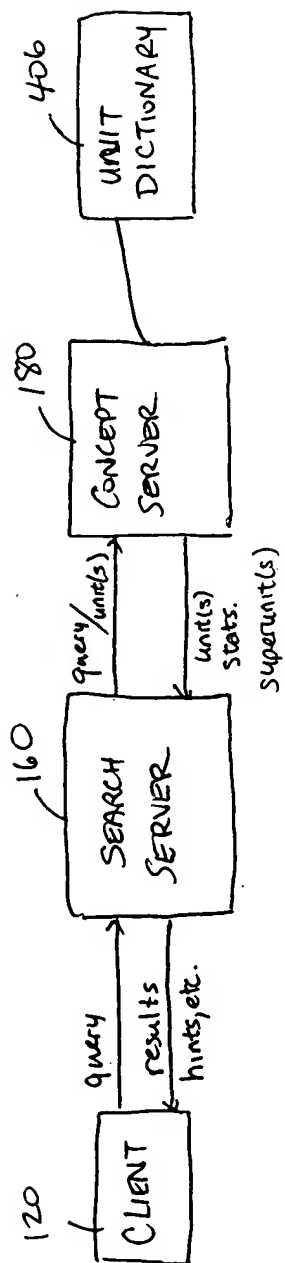 120
CLIENT
query
results
hints, etc.
160
SEARCH
SERVER
query/unit(s)
unit(s)
stats.
superunit(s)
180
CONCEPT
SERVER
406
UNIT
DICTIONARY